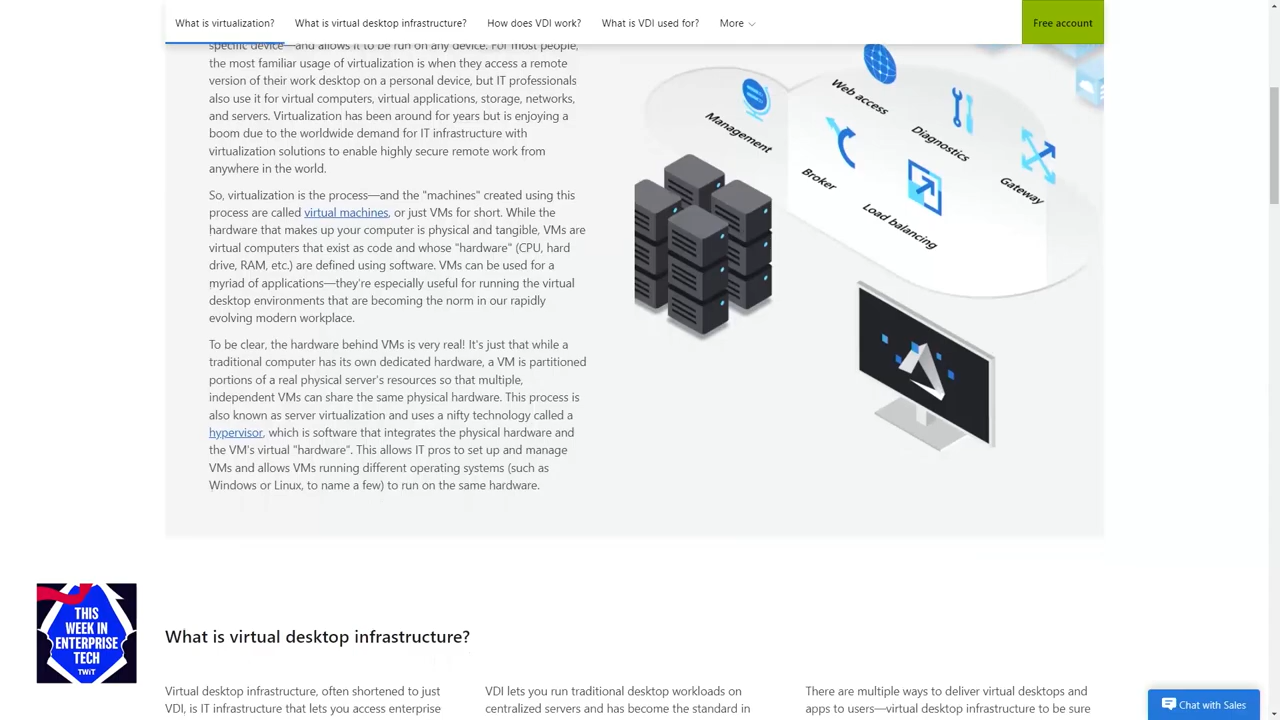 What is virtualization? What is virtual desktop infrastructure? How does VDI work? What is VDI used for? More Free account
specific device—and allows it to be run on any device. For most people,
the most familiar usage of virtualization is when they access a remote
version of their work desktop on a personal device, but IT professionals
also use it for virtual computers, virtual applications, storage, networks,
and servers. Virtualization has been around for years but is enjoying a
boom due to the worldwide demand for IT infrastructure with
virtualization solutions to enable highly secure remote work from
anywhere in the world.
So, virtualization is the process—and the "machines" created using this
process are called virtual machines, or just VMs for short. While the
hardware that makes up your computer is physical and tangible, VMs are
virtual computers that exist as code and whose "hardware" (CPU, hard
drive, RAM, etc.) are defined using software. VMs can be used for a
myriad of applications—they're especially useful for running the virtual
desktop environments that are becoming the norm in our rapidly
evolving modern workplace.
To be clear, the hardware behind VMs is very real! It's just that while a
traditional computer has its own dedicated hardware, a VM is partitioned
portions of a real physical server's resources so that multiple,
independent VMs can share the same physical hardware. This process is
also known as server virtualization and uses a nifty technology called a
hypervisor, which is software that integrates the physical hardware and
the VM's virtual "hardware". This allows IT pros to set up and manage
VMs and allows VMs running different operating systems (such as
Windows or Linux, to name a few) to run on the same hardware.
Management
Web access
Diagnostics
Broker
Gateway
Load balancing
THIS
WEEK IN
ENTERPRISE
TECH
TWiT
What is virtual desktop infrastructure?
Virtual desktop infrastructure, often shortened to just
VDI, is IT infrastructure that lets you access enterprise
VDI lets you run traditional desktop workloads on
centralized servers and has become the standard in
There are multiple ways to deliver virtual desktops and
apps to users—virtual desktop infrastructure to be sure
Chat with Sales